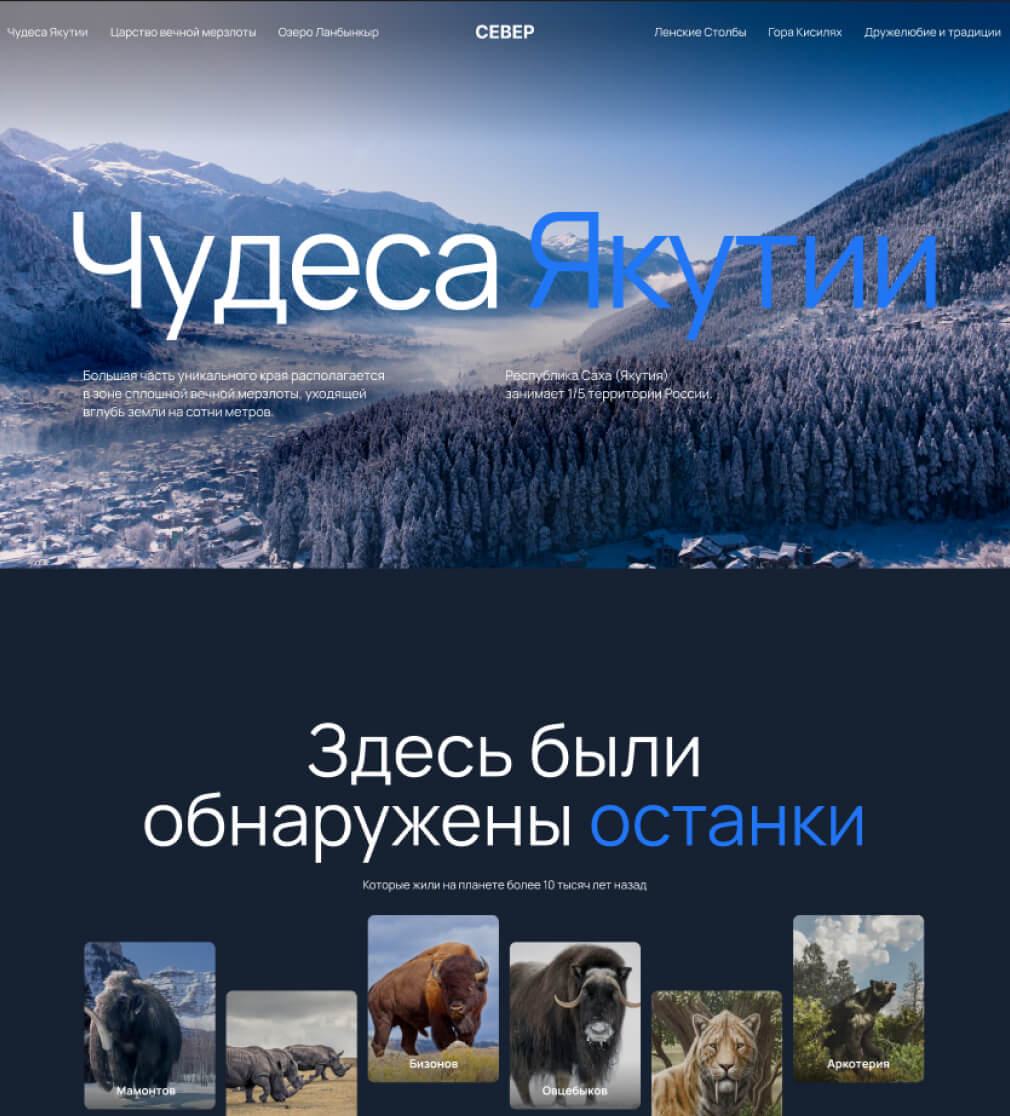 Чудеса Якутии
Царство вечной мерзлоты
Озеро Ланбынкыр
СЕВЕР
Ленские Столбы
Гора Кисилях
Дружелюбие и традиции
Чудеса Якутии
Большая часть уникального края располагается
в зоне сплошной вечной мерзлоты, уходящей
вглубь земли на сотни метров.
Республика Саха (Якутия)
занимает 1/5 территории России.
Здесь были
обнаружены останки
Которые жили на планете более 10 тысяч лет назад
Мамонтов
Бизонов
Овцебыков
Аркотерия